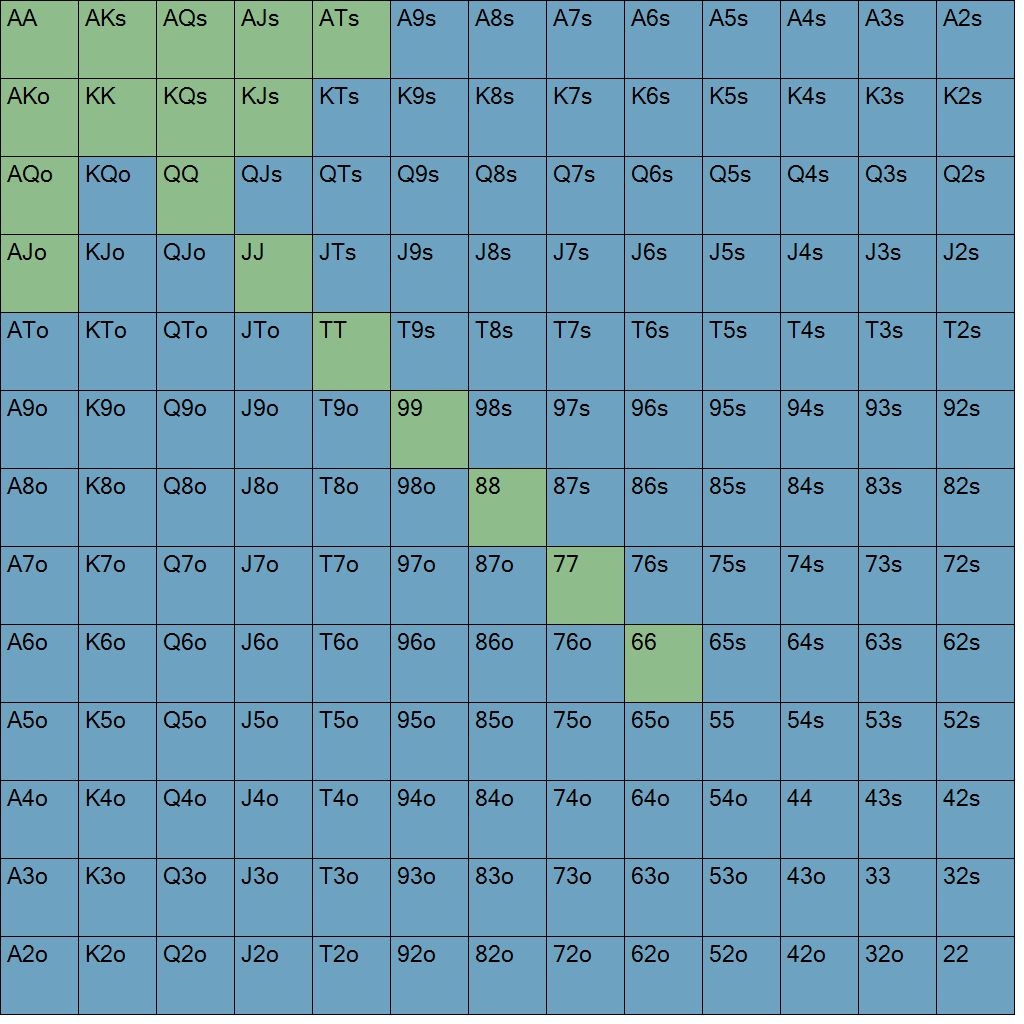 AA AKs AQs AJs ATs A9s A8s A7s A6s A5s A4s A3s A2s
AKo KK KQs KJs KTs K9s K8s K7s K6s K5s K4s K3s K2s
AQo KQo QQ QJs QTs Q9s Q8s Q7s Q6s Q5s Q4s Q3s Q2s
AJo KJo QJo JJ JTs J9s J8s J7s J6s J5s J4s J3s J2s
ATo KTo QTo JTo TT T9s T8s T7s T6s T5s T4s T3s T2s
A9o K9o Q9o J9o T9o 99 98s 97s 96s 95s 94s 93s 92s
A8o K8o Q8o J8o T8o 98o 88 87s 86s 85s 84s 83s 82s
A7o K7o Q7o J7o T7o 97o 87o 77 76s 75s 74s 73s 72s
A6o K6o Q6o J6o T6o 96o 86o 76o 66 65s 64s 63s 62s
A5o K5o Q5o J5o T5o 95o 85o 75o 65o 55 54s 53s 52s
A4o K4o Q4o J4o T4o 94o 84o 74o 64o 54o 44 43s 42s
A3o K3o Q3o J3o T3o 93o 83o 73o 63o 53o 43o 33 32s
A2o K2o Q2o J2o T2o 92o 82o 72o 62o 52o 42o 32o 22